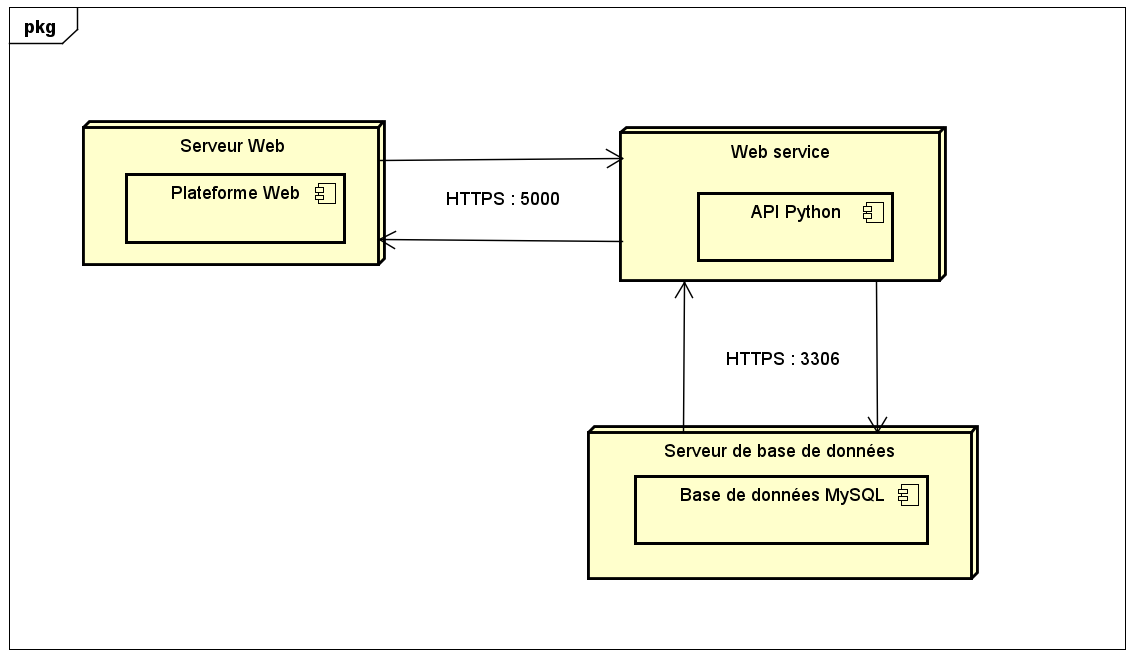 pkg
Serveur Web
Plateforme Web
HTTPS : 5000
Web service
API Python
HTTPS : 3306
Serveur de base de données
Base de données MySQL